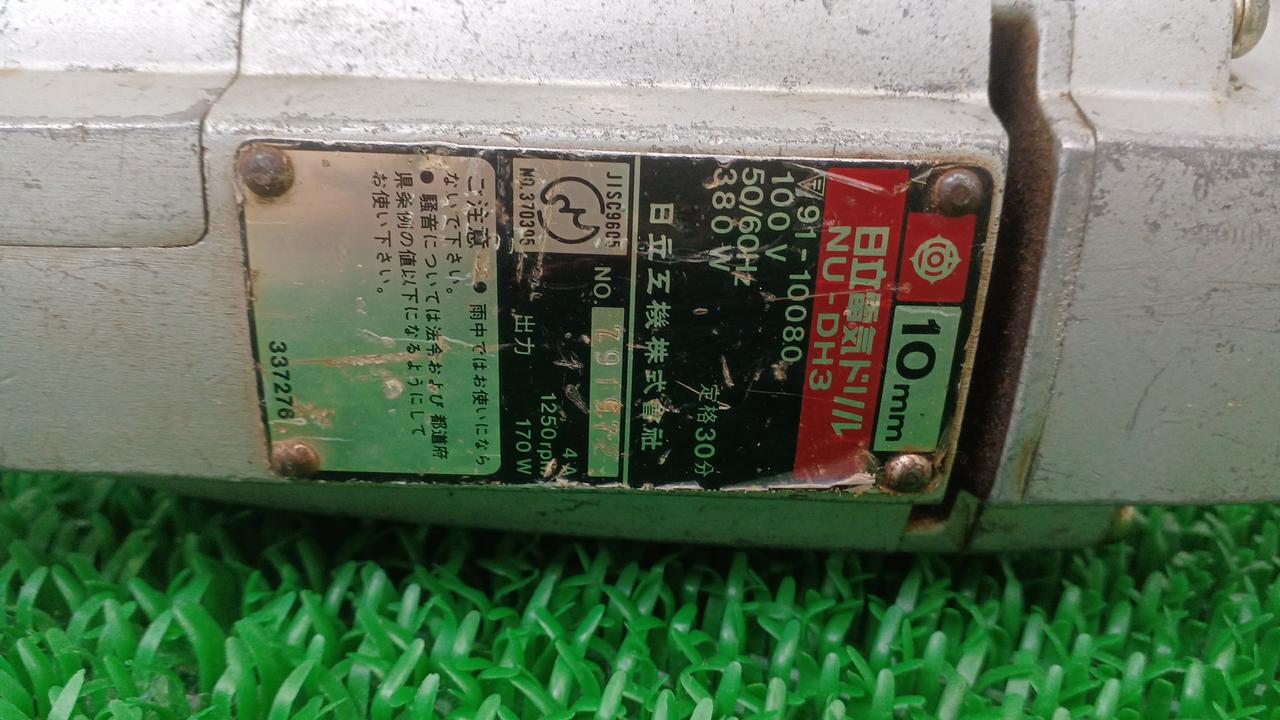 10mm
日立電気ドリル
NU-DH3
91-10080
100V
50/60Hz
380W
定格30分
日立工機株式會社
JISC9605
NO.370395
NO.
4A
1250rpm
出力 170W
ご注意 ● 雨中ではお使いになら
ないで下さい。
● 騒音については法令および都道府
県条例の値以下になるようにして
お使い下さい。
337276